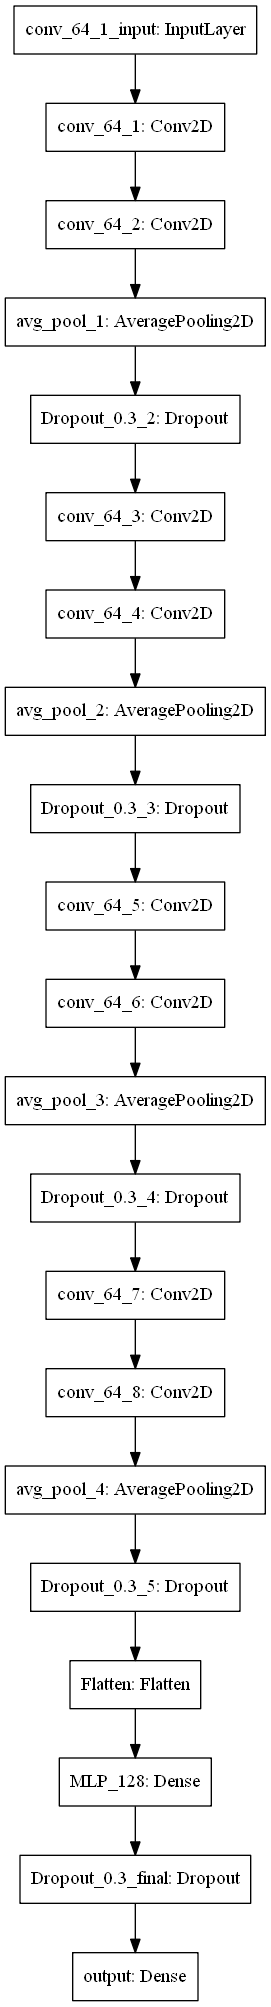 conv_64_1_input: InputLayer
conv_64_1: Conv2D
conv_64_2: Conv2D
avg_pool_1: AveragePooling2D
Dropout_0.3_2: Dropout
conv_64_3: Conv2D
conv_64_4: Conv2D
avg_pool_2: AveragePooling2D
Dropout_0.3_3: Dropout
conv_64_5: Conv2D
conv_64_6: Conv2D
avg_pool_3: AveragePooling2D
Dropout_0.3_4: Dropout
conv_64_7: Conv2D
conv_64_8: Conv2D
avg_pool_4: AveragePooling2D
Dropout_0.3_5: Dropout
Flatten: Flatten
MLP_128: Dense
Dropout_0.3_final: Dropout
output: Dense